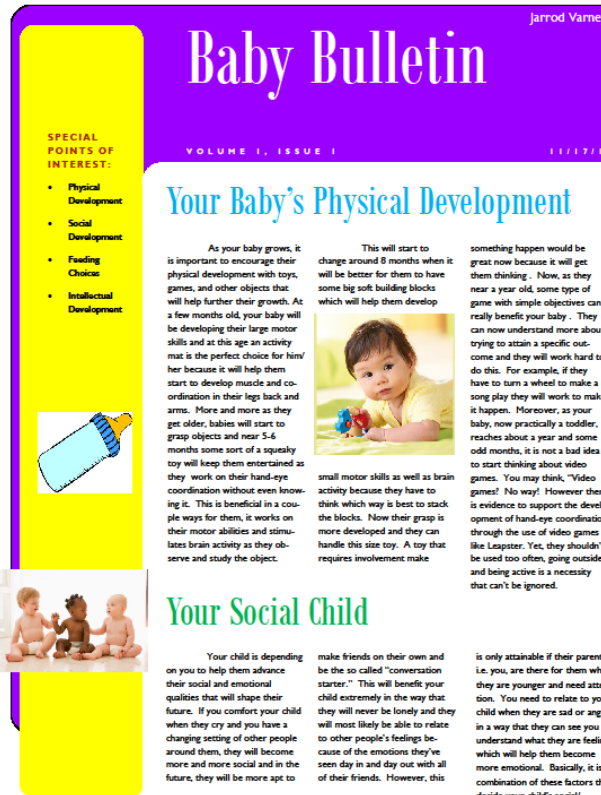 Jarrod Varne
Baby Bulletin
VOLUME 1, ISSUE 1
11/17/1
SPECIAL
POINTS OF
INTEREST:
• Physical
Development
• Social
Development
• Feeding
Choices
• Intellectual
Development
Your Baby's Physical Development
As your baby grows, it
is important to encourage their
physical development with toys,
games, and other objects that
will help further their growth. At
a few months old, your baby will
be developing their large motor
skills and at this age an activity
mat is the perfect choice for him/
her because it will help them
start to develop muscle and co-
ordination in their legs back and
arms. More and more as they
get older, babies will start to
grasp objects and near 5-6
months some sort of a squeaky
toy will keep them entertained as
they work on their hand-eye
coordination without even know-
ing it. This is beneficial in a cou-
ple ways for them, it works on
their motor abilities and stimu-
lates brain activity as they ob-
serve and study the object.
This will start to
change around 8 months when it
will be better for them to have
some big soft building blocks
which will help them develop
small motor skills as well as brain
activity because they have to
think which way is best to stack
the blocks. Now their grasp is
more developed and they can
handle this size toy. A toy that
requires involvement make
something happen would be
great now because it will get
them thinking . Now, as they
near a year old, some type of
game with simple objectives can
really benefit your baby . They
can now understand more abou
trying to attain a specific out-
come and they will work hard to
do this. For example, if they
have to turn a wheel to make a
song play they will work to mak
it happen. Moreover, as your
baby, now practically a toddler,
reaches about a year and some
odd months, it is not a bad idea
to start thinking about video
games. You may think, "Video
games? No way! However ther
is evidence to support the devel
opment of hand-eye coordinatio
through the use of video games
like Leapster. Yet, they shouldn'
be used too often, going outside
and being active is a necessity
that can't be ignored.
Your Social Child
Your child is depending
on you to help them advance
their social and emotional
qualities that will shape their
future. If you comfort your child
when they cry and you have a
changing setting of other people
around them, they will become
more and more social and in the
future, they will be more apt to
make friends on their own and
be the so called "conversation
starter." This will benefit your
child extremely in the way that
they will never be lonely and they
will most likely be able to relate
to other people's feelings be-
cause of the emotions they've
seen day in and day out with all
of their friends. However, this
is only attainable if their paren
i.e. you, are there for them wh
they are younger and need atte
tion. You need to relate to yo
child when they are sad or ang
in a way that they can see you
understand what they are feelin
which will help them become
more emotional. Basically, it is
combination of these factors th
decide your child's social/